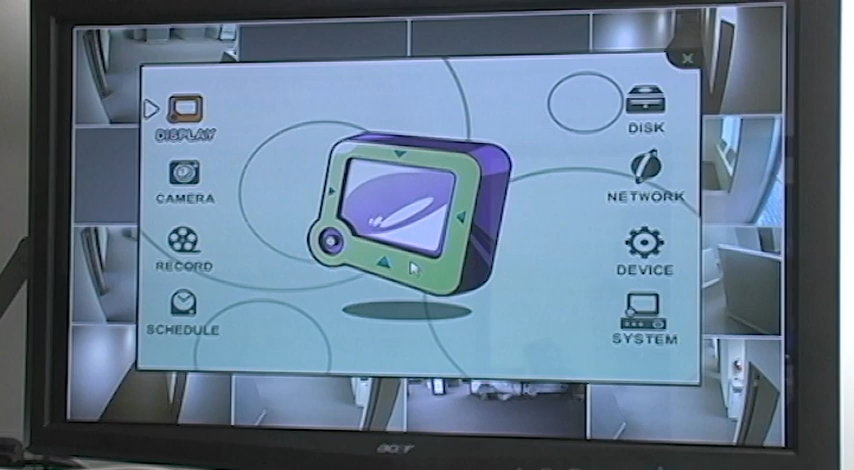 DISPLAY
CAMERA
RECORD
SCHEDULE
DISK
NETWORK
DEVICE
SYSTEM
acer